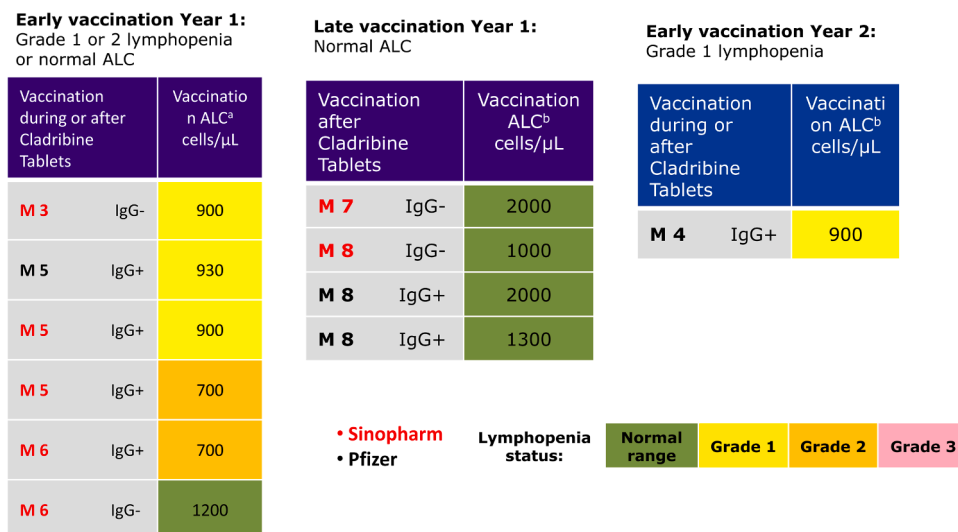 Early vaccination Year 1:
Grade 1 or 2 lymphopenia
or normal ALC
Vaccination
during or after
Cladribine
Tablets
Vaccinatio
n ALCᵃ
cells/µL
M 3 IgG- 900
M 5 IgG+ 930
M 5 IgG+ 900
M 5 IgG+ 700
M 6 IgG+ 700
M 6 IgG- 1200
Late vaccination Year 1:
Normal ALC
Vaccination
after
Cladribine
Tablets
Vaccination
ALCᵇ
cells/µL
M 7 IgG- 2000
M 8 IgG- 1000
M 8 IgG+ 2000
M 8 IgG+ 1300
Early vaccination Year 2:
Grade 1 lymphopenia
Vaccination
during or
after
Cladribine
Tablets
Vaccinati
on ALCᵇ
cells/µL
M 4 IgG+ 900
• Sinopharm
• Pfizer
Lymphopenia
status:
Normal
range
Grade 1
Grade 2
Grade 3